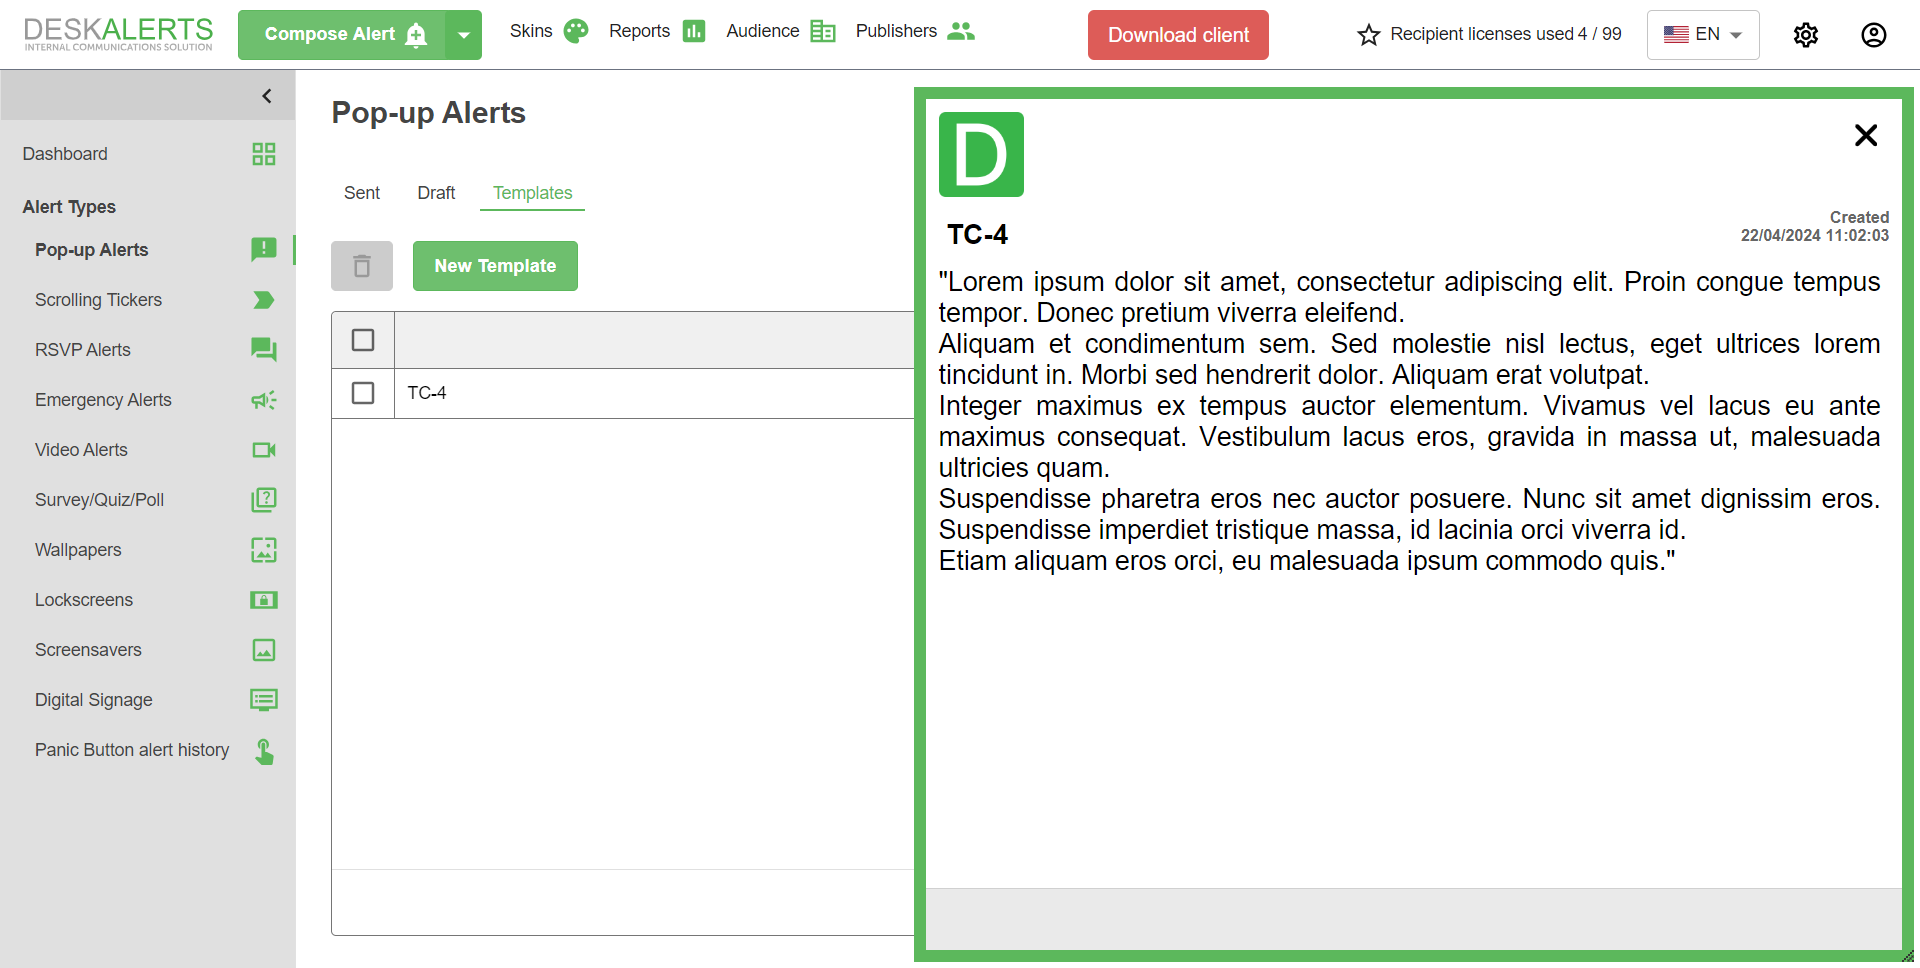 DESKALERTS
INTERNAL COMMUNICATIONS SOLUTION
Compose Alert
Skins
Reports
Audience
Publishers
Download client
Recipient licenses used 4 / 99
EN
Dashboard
Alert Types
Pop-up Alerts
Scrolling Tickers
RSVP Alerts
Emergency Alerts
Video Alerts
Survey/Quiz/Poll
Wallpapers
Lockscreens
Screensavers
Digital Signage
Panic Button alert history
Pop-up Alerts
Sent
Draft
Templates
New Template
TC-4
D
TC-4
Created
22/04/2024 11:02:03
"Lorem ipsum dolor sit amet, consectetur adipiscing elit. Proin congue tempus
tempor. Donec pretium viverra eleifend.
Aliquam et condimentum sem. Sed molestie nisl lectus, eget ultrices lorem
tincidunt in. Morbi sed hendrerit dolor. Aliquam erat volutpat.
Integer maximus ex tempus auctor elementum. Vivamus vel lacus eu ante
maximus consequat. Vestibulum lacus eros, gravida in massa ut, malesuada
ultricies quam.
Suspendisse pharetra eros nec auctor posuere. Nunc sit amet dignissim eros.
Suspendisse imperdiet tristique massa, id lacinia orci viverra id.
Etiam aliquam eros orci, eu malesuada ipsum commodo quis."